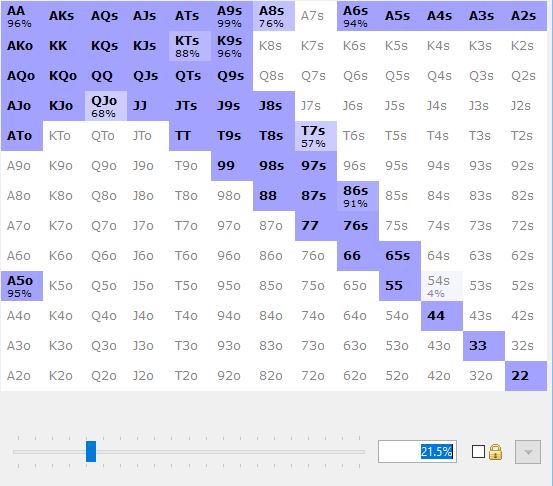 AA AKs AQs AJs ATs A9s A8s A7s A6s A5s A4s A3s A2s
96% 99% 76% 94%
AKo KK KQs KJs KTs K9s K8s K7s K6s K5s K4s K3s K2s
88% 96%
AQo KQo QQ QJs QTs Q9s Q8s Q7s Q6s Q5s Q4s Q3s Q2s
AJo KJo QJo JJ JTs J9s J8s J7s J6s J5s J4s J3s J2s
68%
ATo KTo QTo JTo TT T9s T8s T7s T6s T5s T4s T3s T2s
57%
A9o K9o Q9o J9o T9o 99 98s 97s 96s 95s 94s 93s 92s
A8o K8o Q8o J8o T8o 98o 88 87s 86s 85s 84s 83s 82s
91%
A7o K7o Q7o J7o T7o 97o 87o 77 76s 75s 74s 73s 72s
A6o K6o Q6o J6o T6o 96o 86o 76o 66 65s 64s 63s 62s
A5o K5o Q5o J5o T5o 95o 85o 75o 65o 55 54s 53s 52s
95% 4%
A4o K4o Q4o J4o T4o 94o 84o 74o 64o 54o 44 43s 42s
A3o K3o Q3o J3o T3o 93o 83o 73o 63o 53o 43o 33 32s
A2o K2o Q2o J2o T2o 92o 82o 72o 62o 52o 42o 32o 22
21.5%